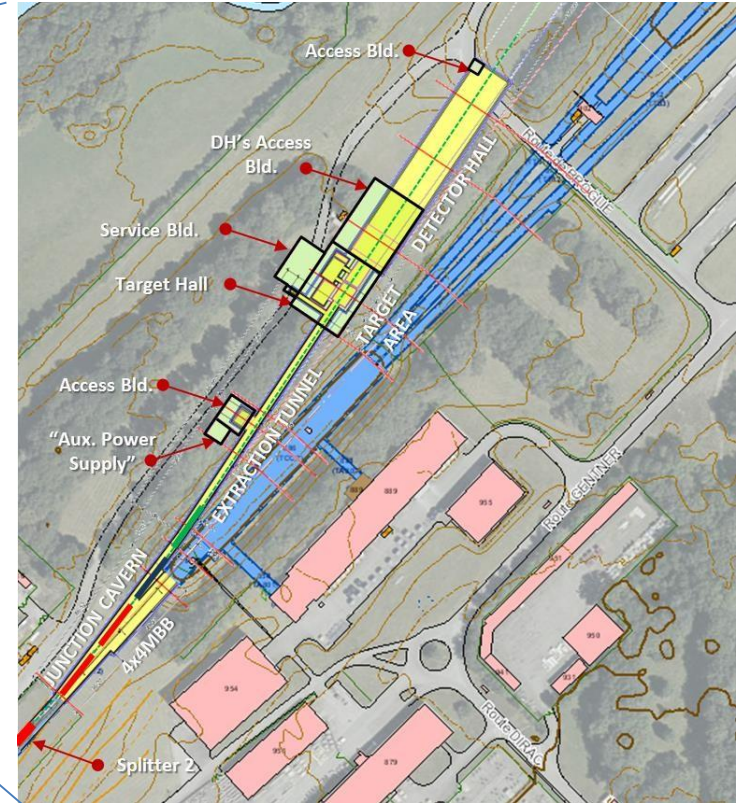 Access Bld.
DH's Access
Bld.
Service Bld.
Target Hall
Access Bld.
"Aux. Power
Supply"
DETECTOR HALL
TARGET
AREA
EXTRACTION TUNNEL
JUNCTION CAVERN
4x4MBB
Splitter 2
Route GENTNER
Route DIRAC
889
955
954
879